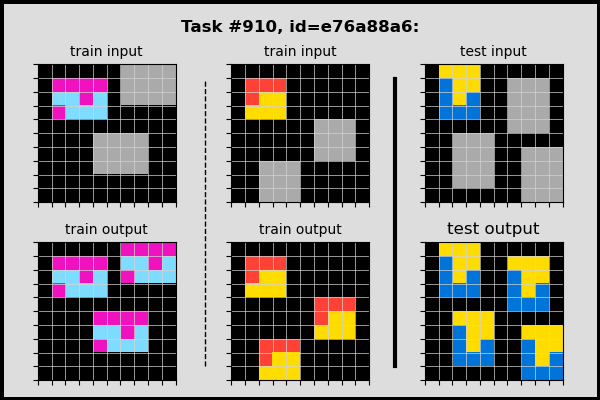 Task #910, id=e76a88a6:
train input
train input
test input
train output
train output
test output